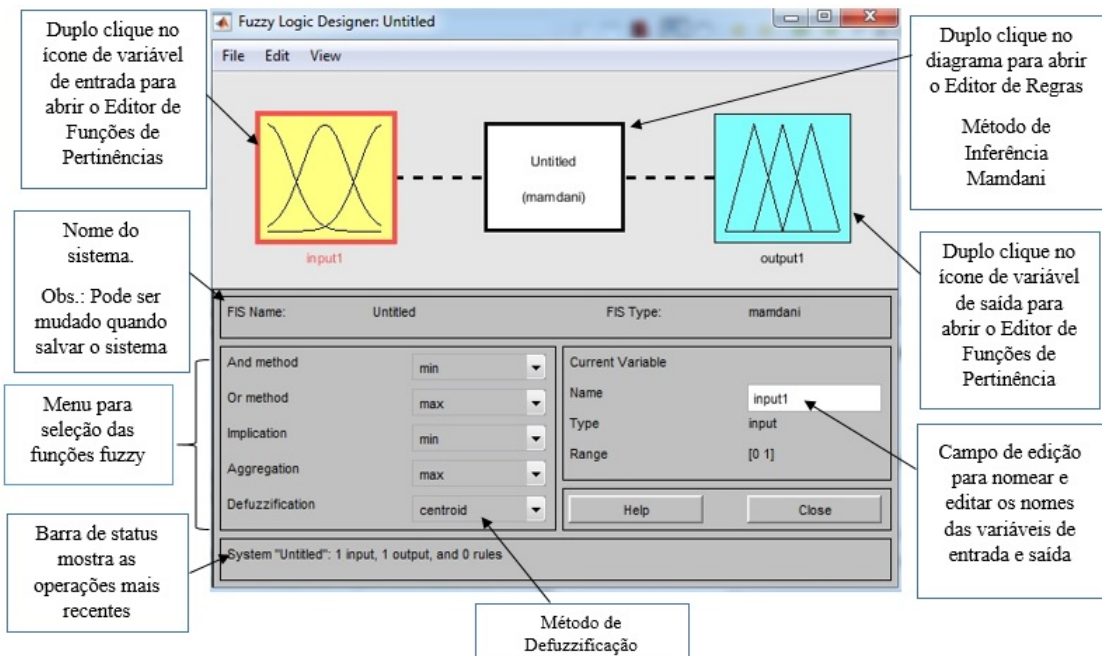 Duplo clique no
ícone de variável
de entrada para
abrir o Editor de
Funções de
Pertinências
Nome do
sistema.
Obs.: Pode ser
mudado quando
salvar o sistema
Menu para
seleção das
funções fuzzy
Barra de status
mostra as
operações mais
recentes
Fuzzy Logic Designer: Untitled
File Edit View
Untitled
(mamdani)
input1
output1
FIS Name: Untitled FIS Type: mamdani
And method min
Or method max
Implication min
Aggregation max
Defuzzification centroid
Current Variable
Name input1
Type input
Range [0 1]
Help Close
System "Untitled": 1 input, 1 output, and 0 rules
Método de
Defuzzificação
Duplo clique no
diagrama para abrir
o Editor de Regras
Método de
Inferência
Mamdani
Duplo clique no
ícone de variável
de saída para
abrir o Editor de
Funções de
Pertinência
Campo de edição
para nomear e
editar os nomes
das variáveis de
entrada e saída